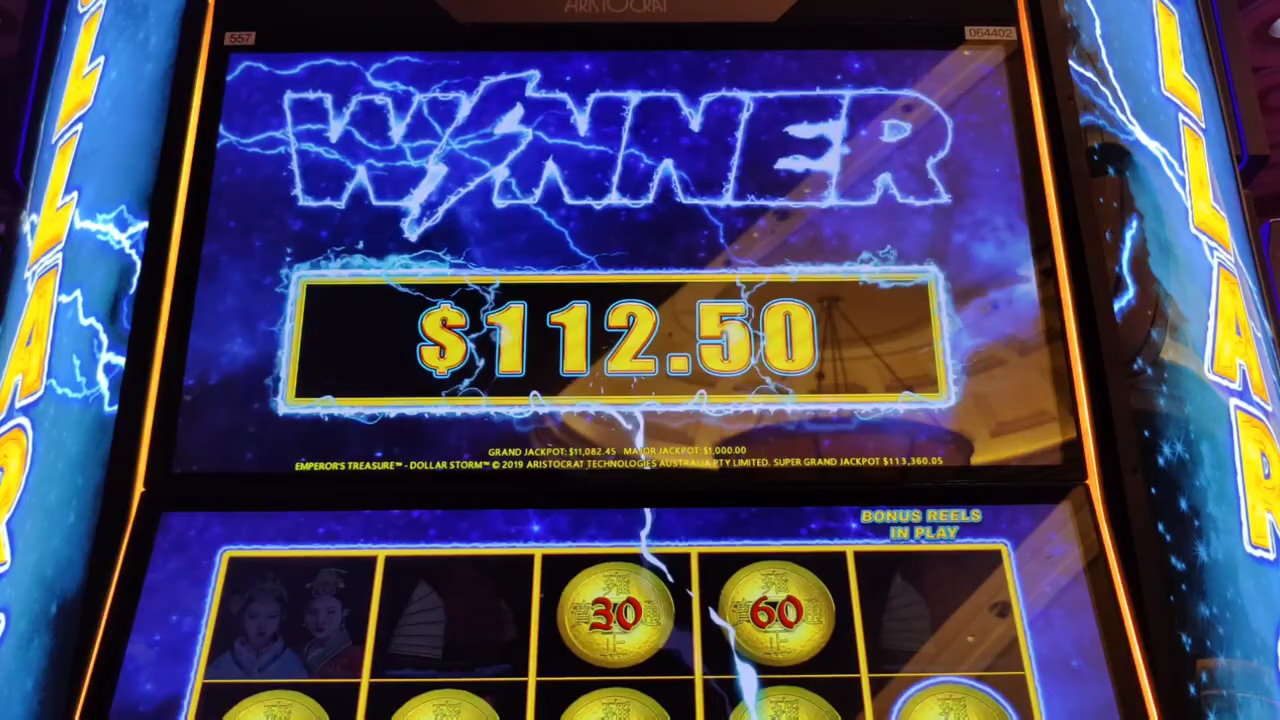 ARISTOCRAT
557
064402
WINNER
$112.50
GRAND JACKPOT: $11,082.45 MAJOR JACKPOT $1,000.00
EMPEROR'S TREASURE™ - DOLLAR STORM™ © 2019 ARISTOCRAT TECHNOLOGIES AUSTRALIA PTY LIMITED. SUPER GRAND JACKPOT $113,360.05
BONUS REELS
IN PLAY
30
60
LLAR
LLAR